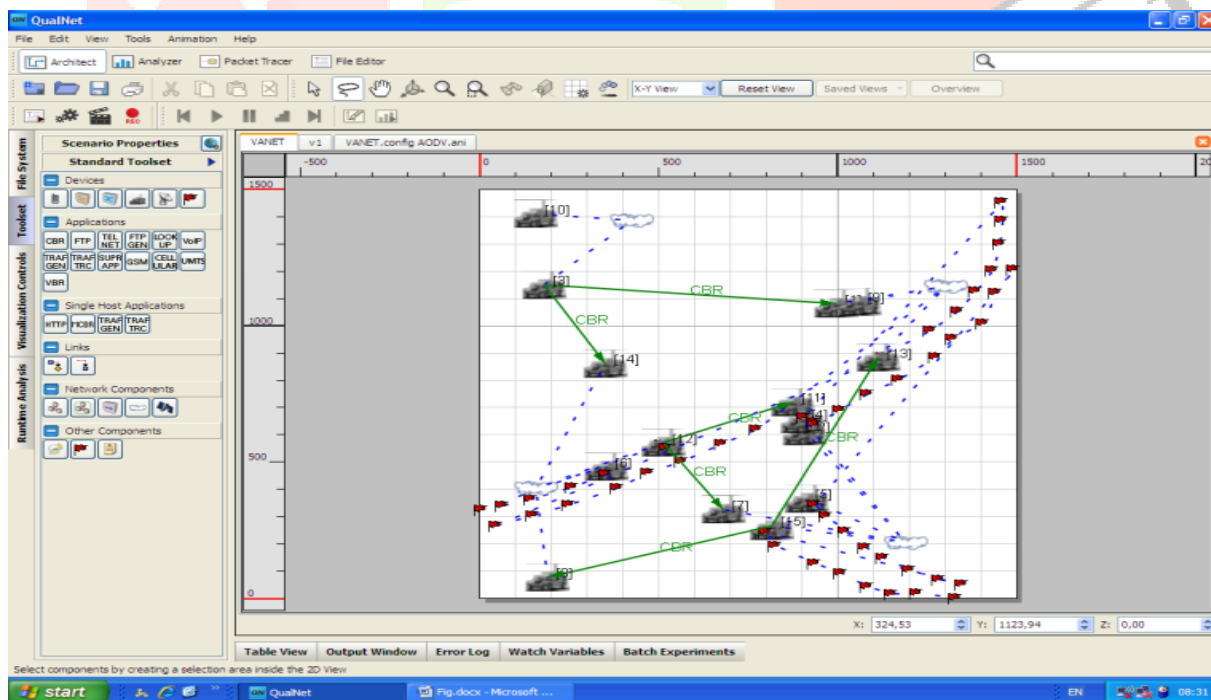 QualNet
File Edit View Tools Animation Help
Architect Analyzer Packet Tracer File Editor
X-Y View Reset View Saved Views Overview
REC
File System
Toolset
Visualization Controls
Runtime Analysis
Scenario Properties
Standard Toolset
Devices
Applications
CBR FTP TEL NET FTP GEN LOOK UP VoIP
TRAF GEN TRAF TRC SUPR APP GSM CELL ULAR UMTS
VBR
Single Host Applications
HTTP MCBR TRAF GEN TRAF TRC
Links
Network Components
Other Components
VANET v1 VANET.config AODV.ani
-500 0 500 1000 1500
1500
1000
500
0
[10]
[3]
CBR
CBR
[14]
[13]
[11]
CBR
[12]
CBR
[6]
CBR
[7]
[15]
CBR
X: 324,53 Y: 1123,94 Z: 0,00
Table View Output Window Error Log Watch Variables Batch Experiments
Select components by creating a selection area inside the 2D View
start QualNet Fig.docx - Microsoft ... EN 08:31